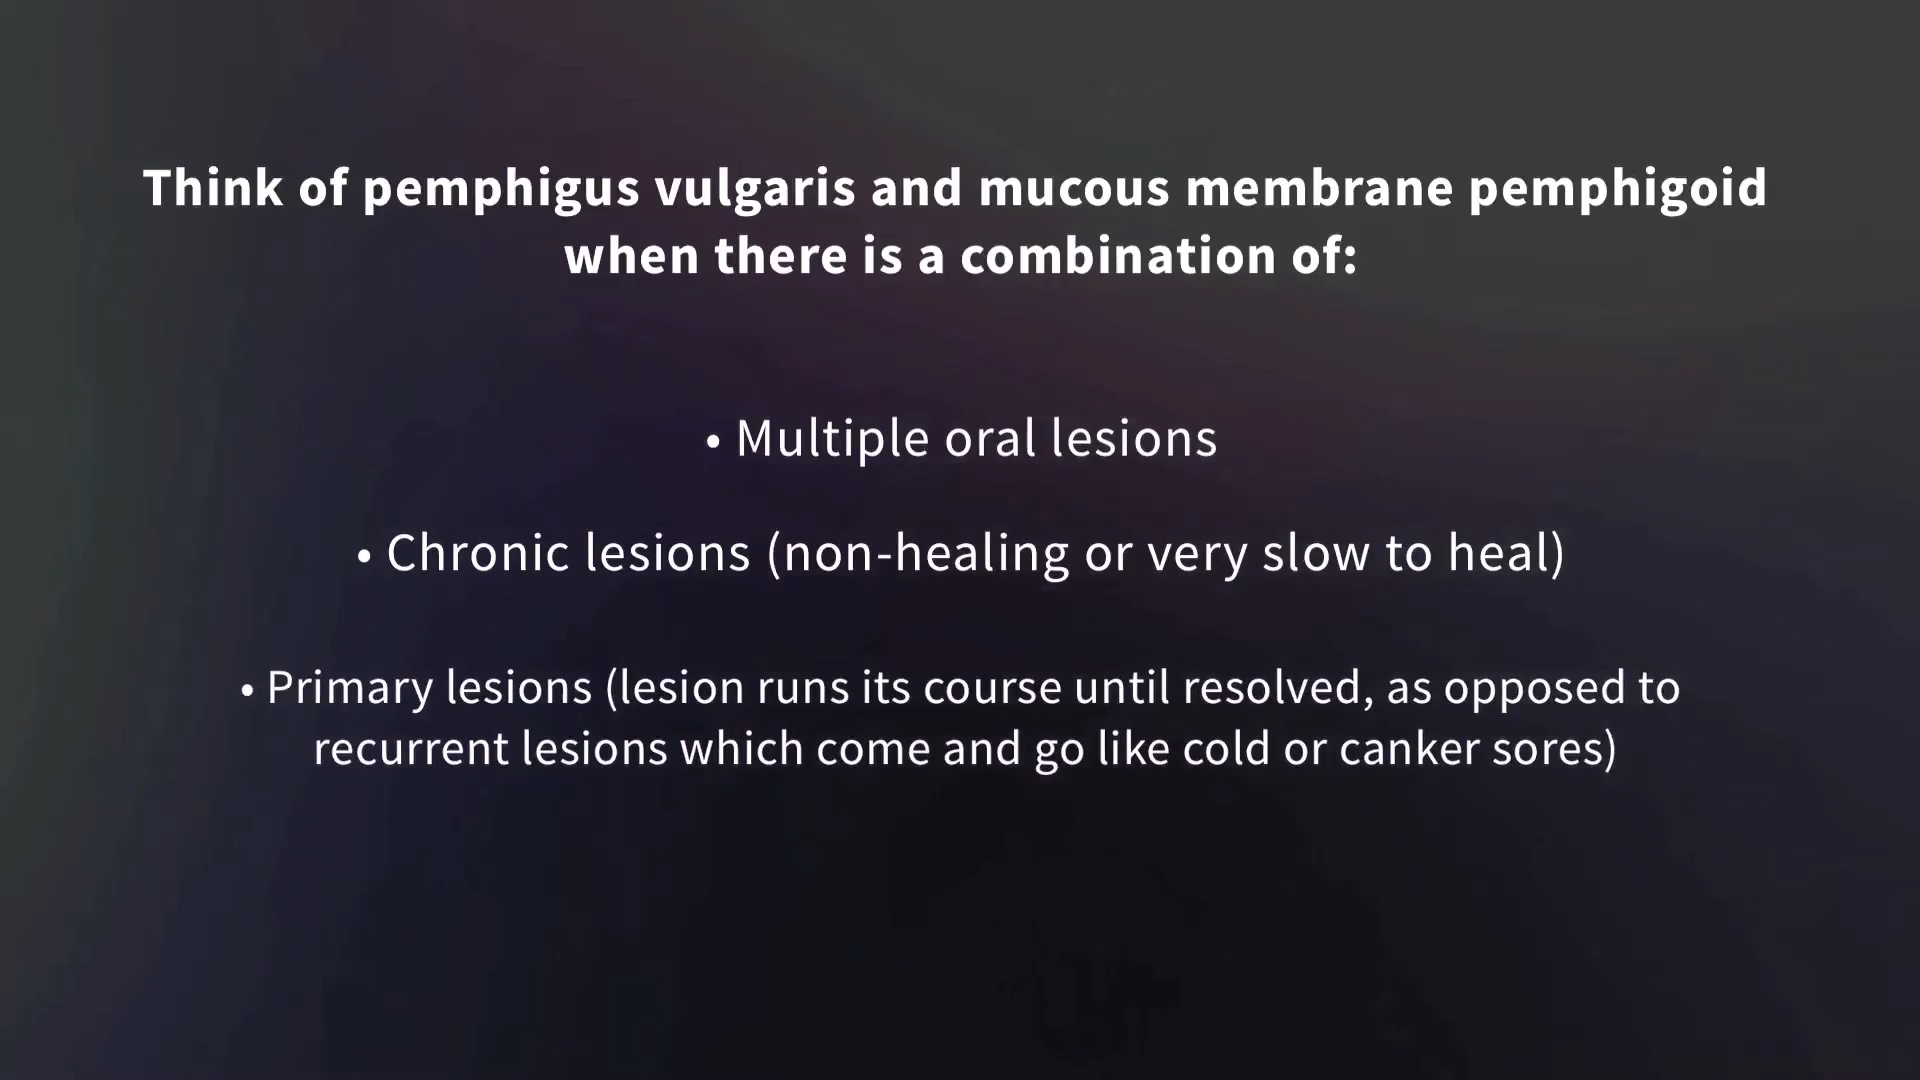 Think of pemphigus vulgaris and mucous membrane pemphigoid
when there is a combination of:
• Multiple oral lesions
• Chronic lesions (non-healing or very slow to heal)
• Primary lesions (lesion runs its course until resolved, as opposed to
recurrent lesions which come and go like cold or canker sores)